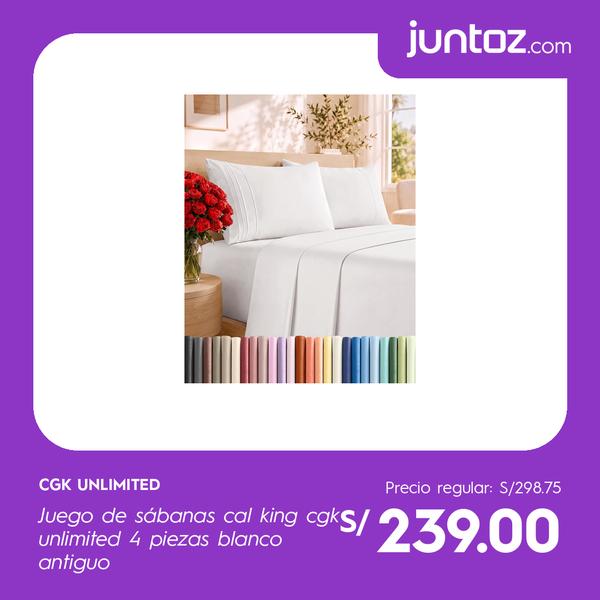 juntoz.com
CGK UNLIMITED
Juego de sábanas cal king cgk
unlimited 4 piezas blanco
antiguo
Precio regular: S/298.75
S/ 239.00